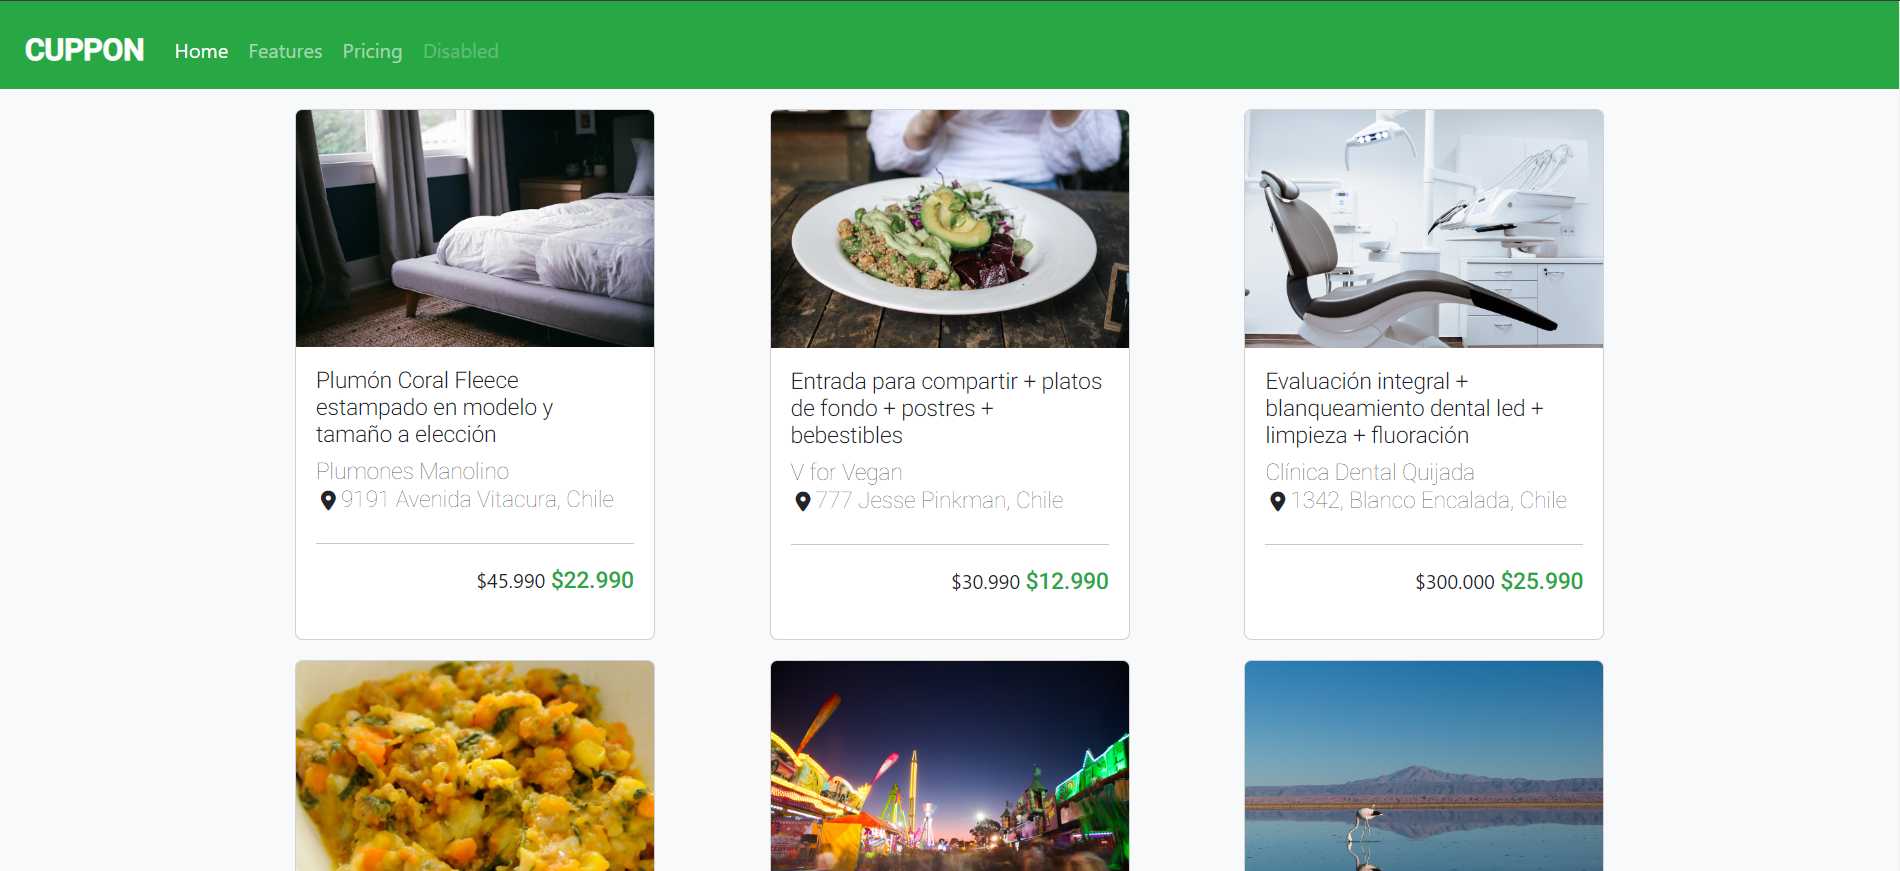 CUPPON Home Features Pricing Disabled
Plumón Coral Fleece
estampado en modelo y
tamaño a elección
Plumones Manolino
9191 Avenida Vitacura, Chile
$45.990 $22.990
Entrada para compartir + platos
de fondo + postres +
bebestibles
V for Vegan
777 Jesse Pinkman, Chile
$30.990 $12.990
Evaluación integral +
blanqueamiento dental led +
limpieza + fluoración
Clínica Dental Quijada
1342, Blanco Encalada, Chile
$300.000 $25.990